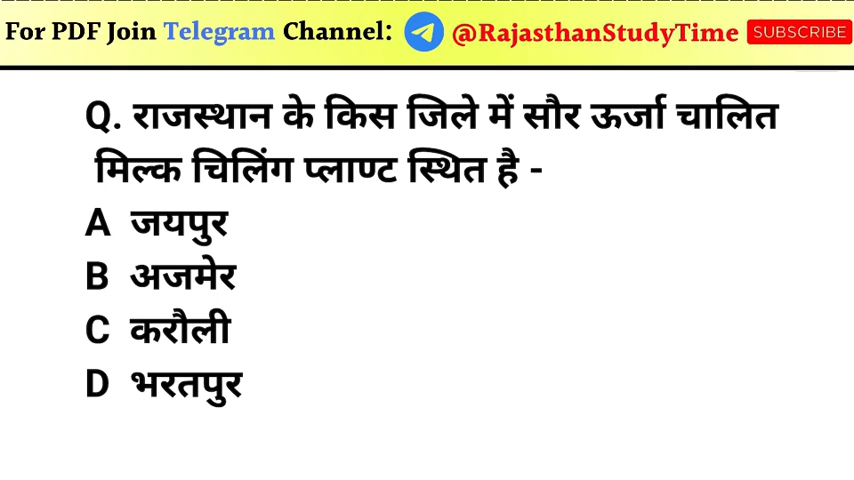 For PDF Join Telegram Channel: @RajasthanStudyTime SUBSCRIBE
Q. राजस्थान के किस जिले में सौर ऊर्जा चालित
मिल्क चिलिंग प्लाण्ट स्थित है -
A जयपुर
B अजमेर
C करौली
D भरतपुर